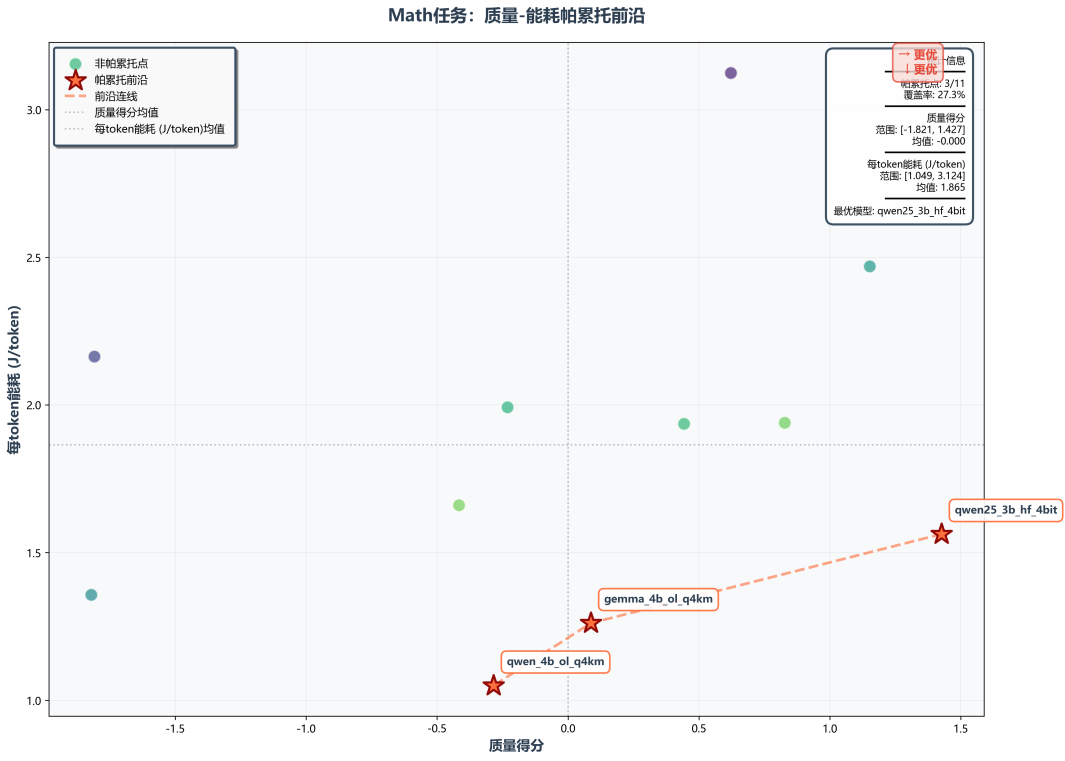 Math任务：质量-能耗帕累托前沿
非帕累托点
帕累托前沿
前沿连线
质量得分均值
每token能耗 (J/token)均值
→ 更优
↓ 更优
信息
帕累托点: 3/11
覆盖率: 27.3%
质量得分
范围: [-1.821, 1.427]
均值: -0.000
每token能耗 (J/token)
范围: [1.049, 3.124]
均值: 1.865
最优模型: qwen25_3b_hf_4bit
每token能耗 (J/token)
3.0
2.5
2.0
1.5
1.0
qwen25_3b_hf_4bit
gemma_4b_ol_q4km
qwen_4b_ol_q4km
-1.5
-1.0
-0.5
0.0
0.5
1.0
1.5
质量得分